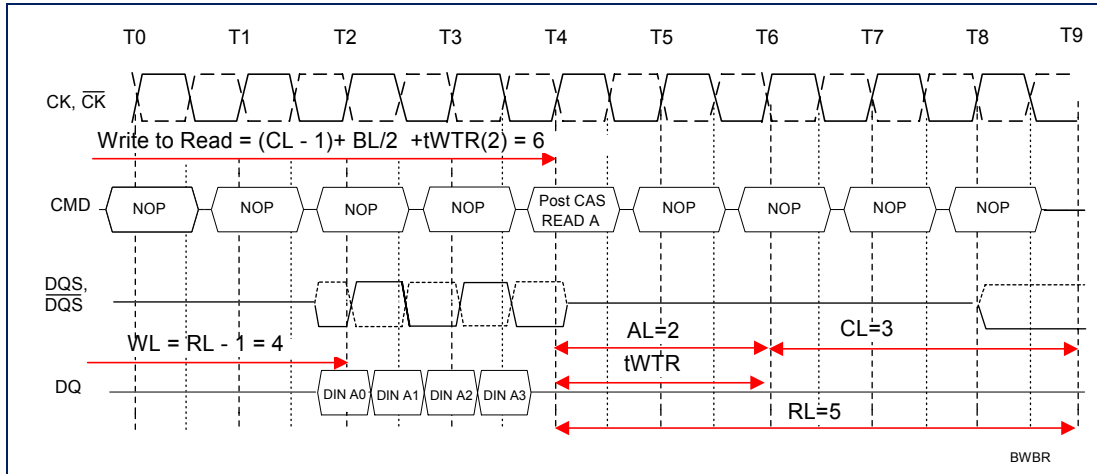 T0 T1 T2 T3 T4 T5 T6 T7 T8 T9
CK, CK
Write to Read = (CL - 1)+ BL/2 +tWTR(2) = 6
CMD NOP NOP NOP NOP Post CAS READ A NOP NOP NOP NOP
DQS,
DQS
WL = RL - 1 = 4
AL=2 CL=3
tWTR
DQ DIN A0 DIN A1 DIN A2 DIN A3
RL=5
BWBR